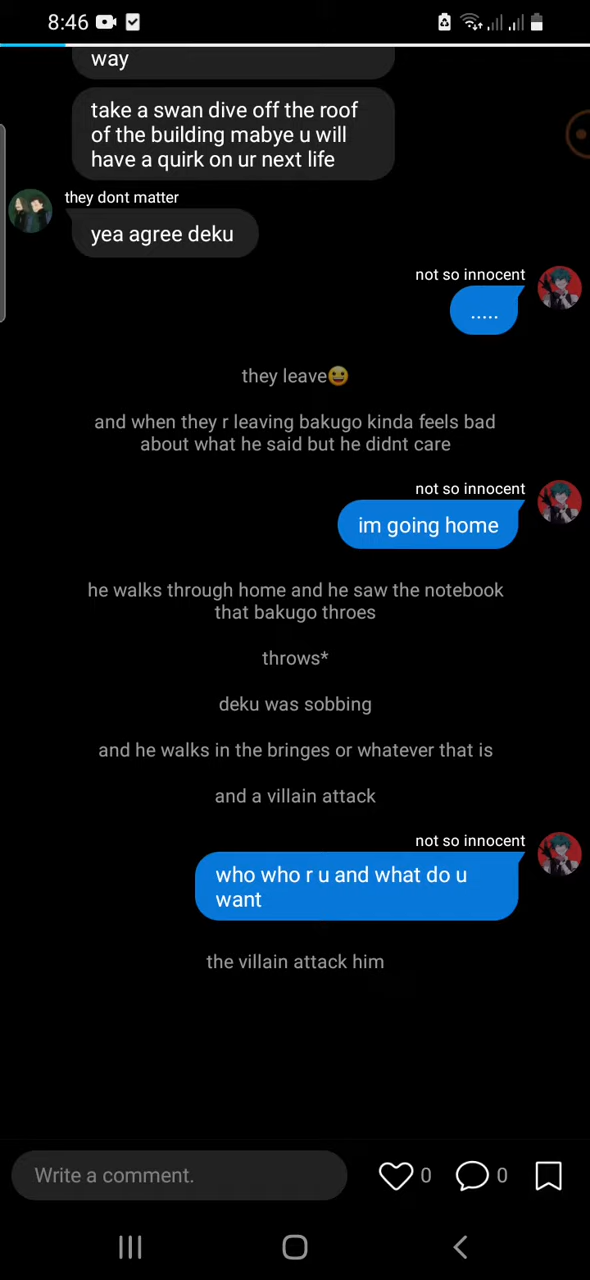 8:46
way
take a swan dive off the roof
of the building mabye u will
have a quirk on ur next life
they dont matter
yea agree deku
not so innocent
.....
they leave😀
and when they r leaving bakugo kinda feels bad
about what he said but he didnt care
not so innocent
im going home
he walks through home and he saw the notebook
that bakugo throes
throws*
deku was sobbing
and he walks in the bringes or whatever that is
and a villain attack
not so innocent
who who r u and what do u
want
the villain attack him
Write a comment.
0
0